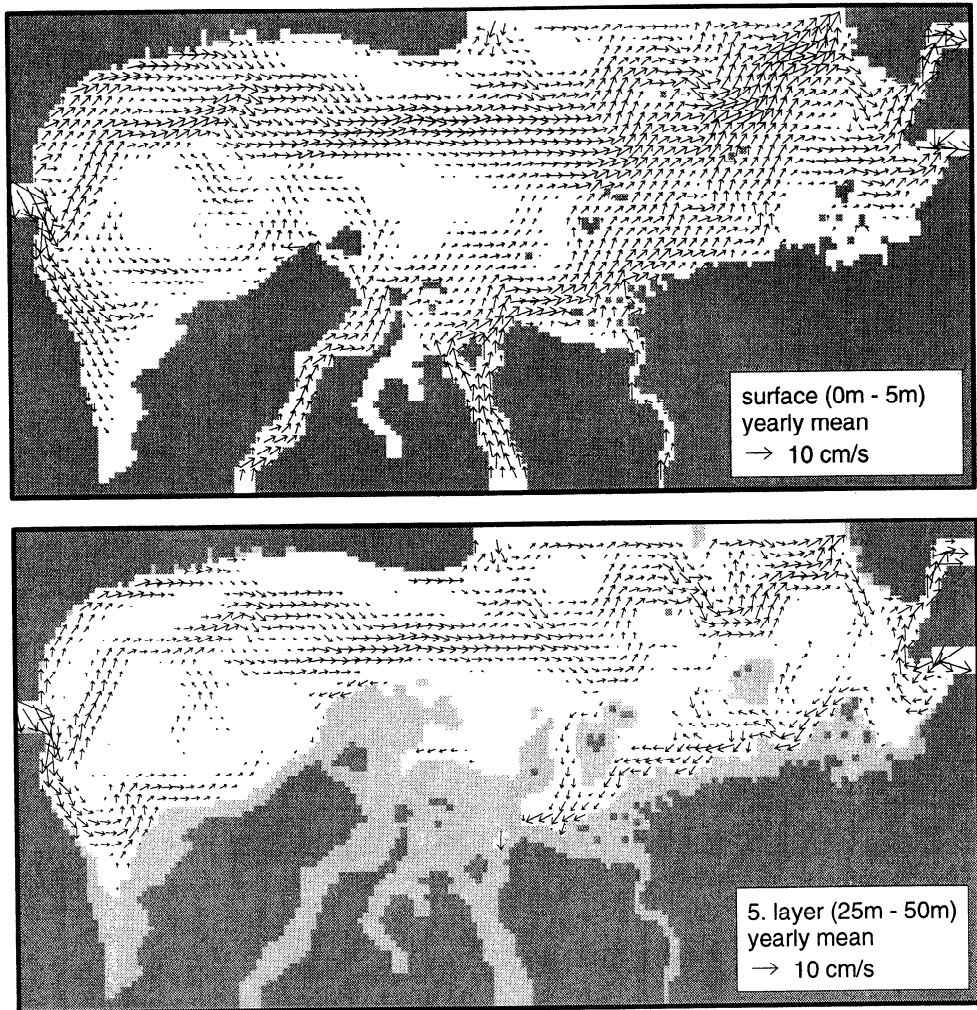 surface (0m - 5m)
yearly mean
10 cm/s
5. layer (25m - 50m)
yearly mean
10 cm/s